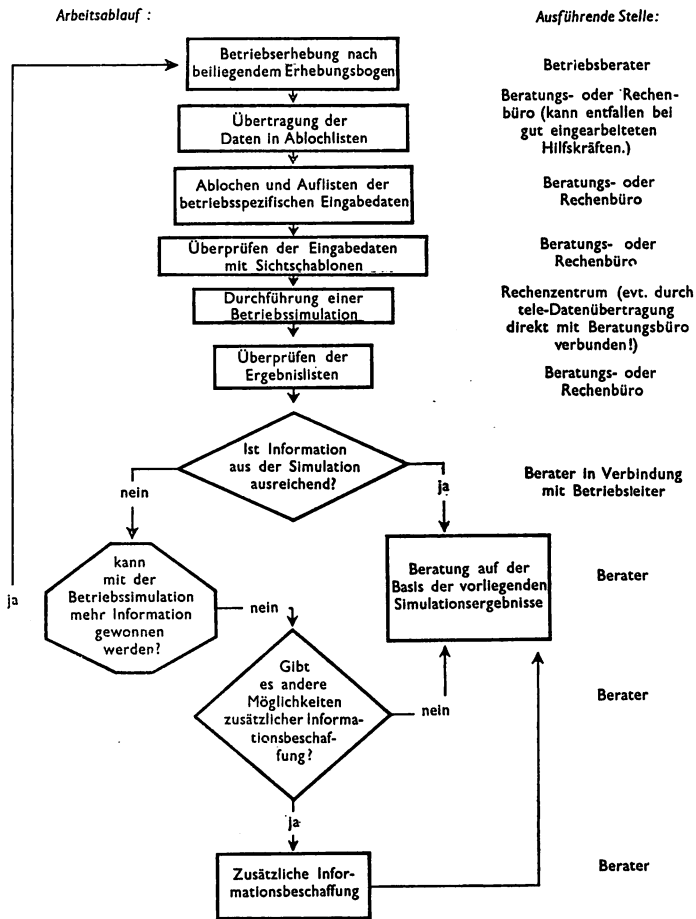 Arbeitsablauf :
Ausführende Stelle:
Betriebserhebung nach
beiliegendem Erhebungsbogen
Betriebsberater
Übertragung der
Daten in Ablochlisten
Beratungs- oder Rechen-
büro (kann entfallen bei
gut eingearbeiteten
Hilfskräften.)
Ablochen und Auflisten der
betriebsspezifischen Eingabedaten
Beratungs- oder
Rechenbüro
Überprüfen der Eingabedaten
mit Sichtschablonen
Beratungs- oder
Rechenbüro
Durchführung einer
Betriebssimulation
Rechenzentrum (evt. durch
tele-Datenübertragung
direkt mit Beratungsbüro
verbunden!)
Überprüfen der
Ergebnislisten
Beratungs- oder
Rechenbüro
Ist Information
aus der Simulation
ausreichend?
Berater in Verbindung
mit Betriebsleiter
nein
ja
kann
mit der
Betriebssimulation
mehr Information
gewonnen
werden?
ja
nein
Beratung auf der
Basis der vorliegenden
Simulationsergebnisse
Berater
Gibt
es andere
Möglichkeiten
zusätzlicher Informa-
tionsbeschaf-
fung?
nein
Berater
ja
Zusätzliche Infor-
mationsbeschaffung
Berater